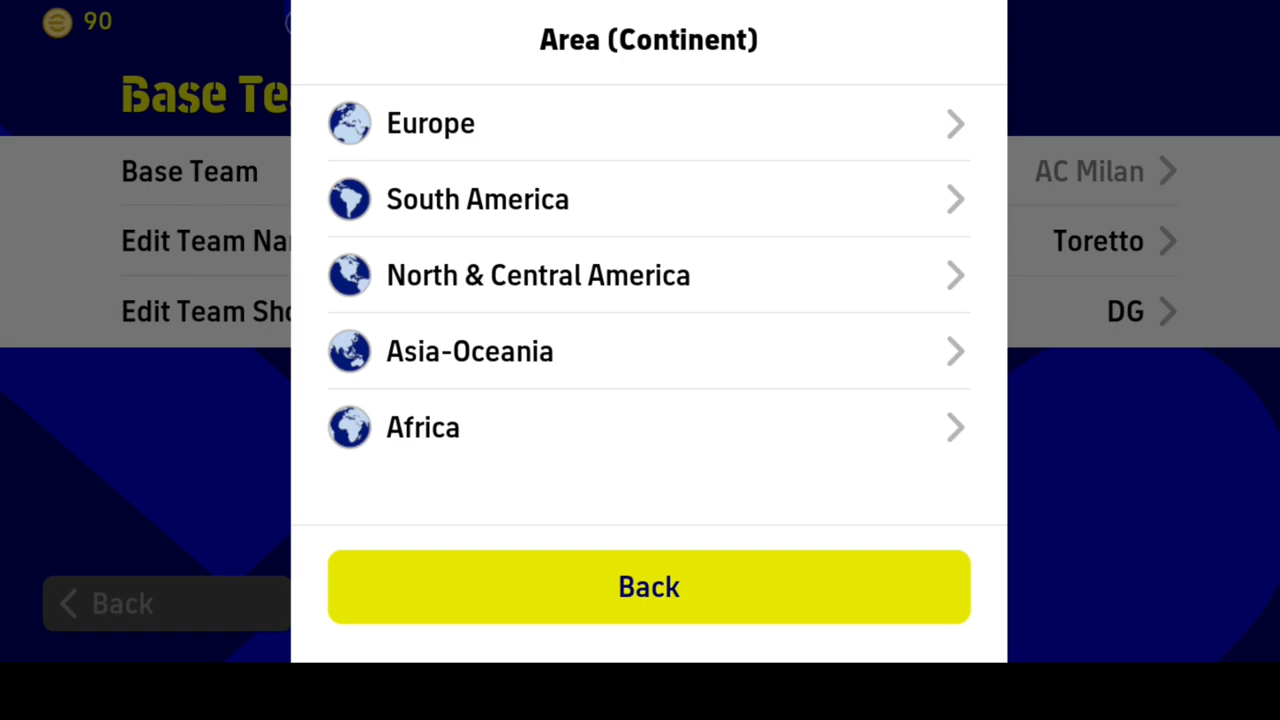 90
Area (Continent)
Base Te
Europe
Base Team
AC Milan
South America
Edit Team Na
Toretto
North & Central America
Edit Team Sho
DG
Asia-Oceania
Africa
Back
Back